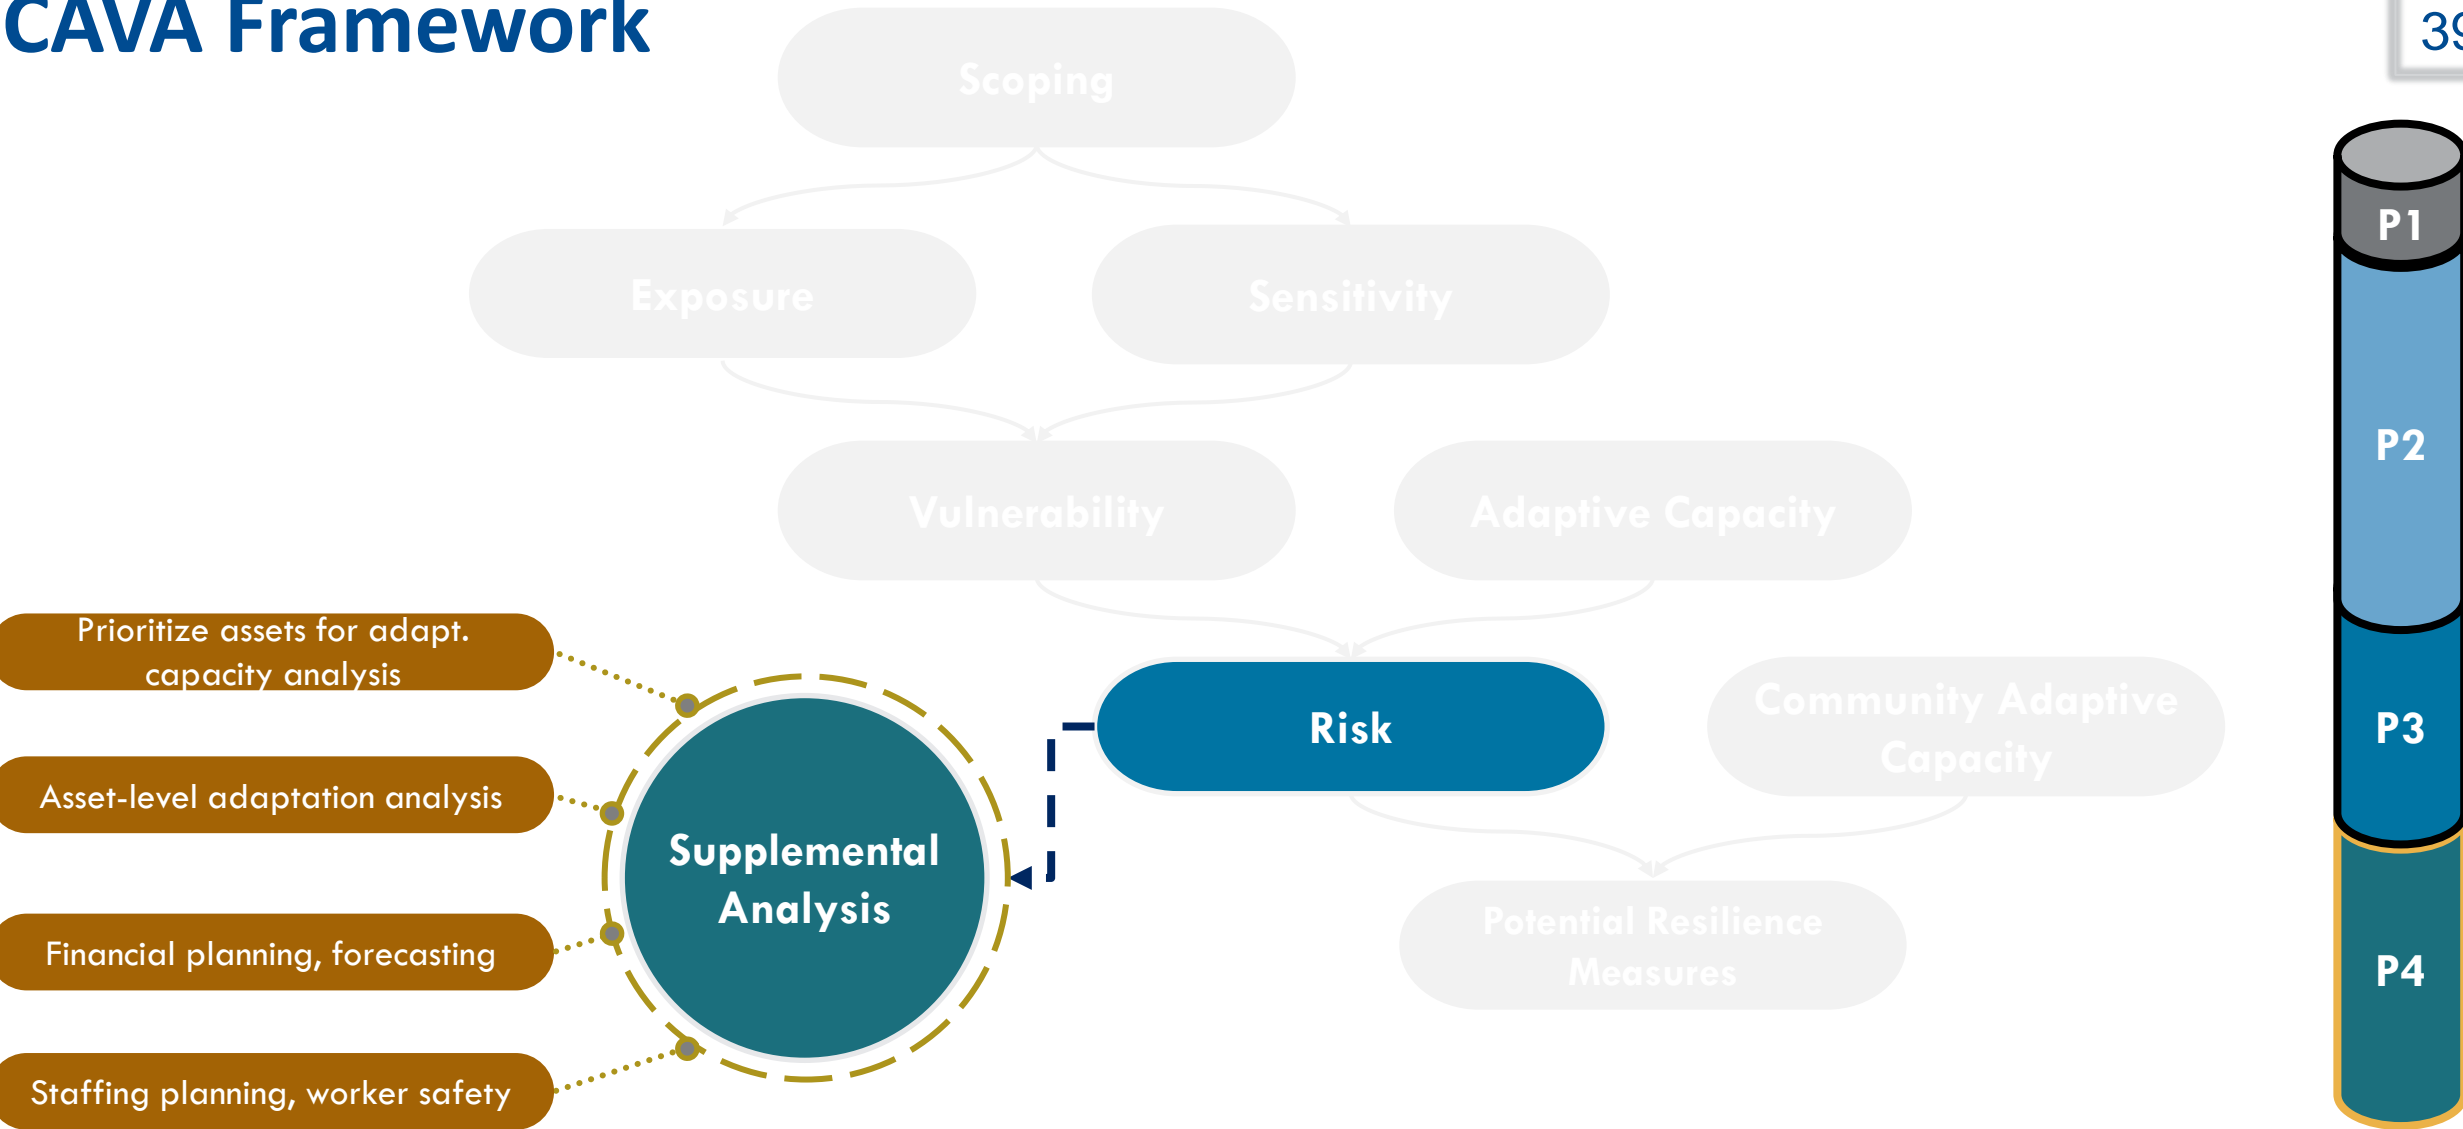 CAVA Framework
39
Scoping
Exposure
Sensitivity
Vulnerability
Adaptive Capacity
Prioritize assets for adapt.
capacity analysis
Asset-level adaptation analysis
Financial planning, forecasting
Staffing planning, worker safety
Supplemental
Analysis
Risk
Community Adaptive
Capacity
Potential Resilience
Measures
P1
P2
P3
P4